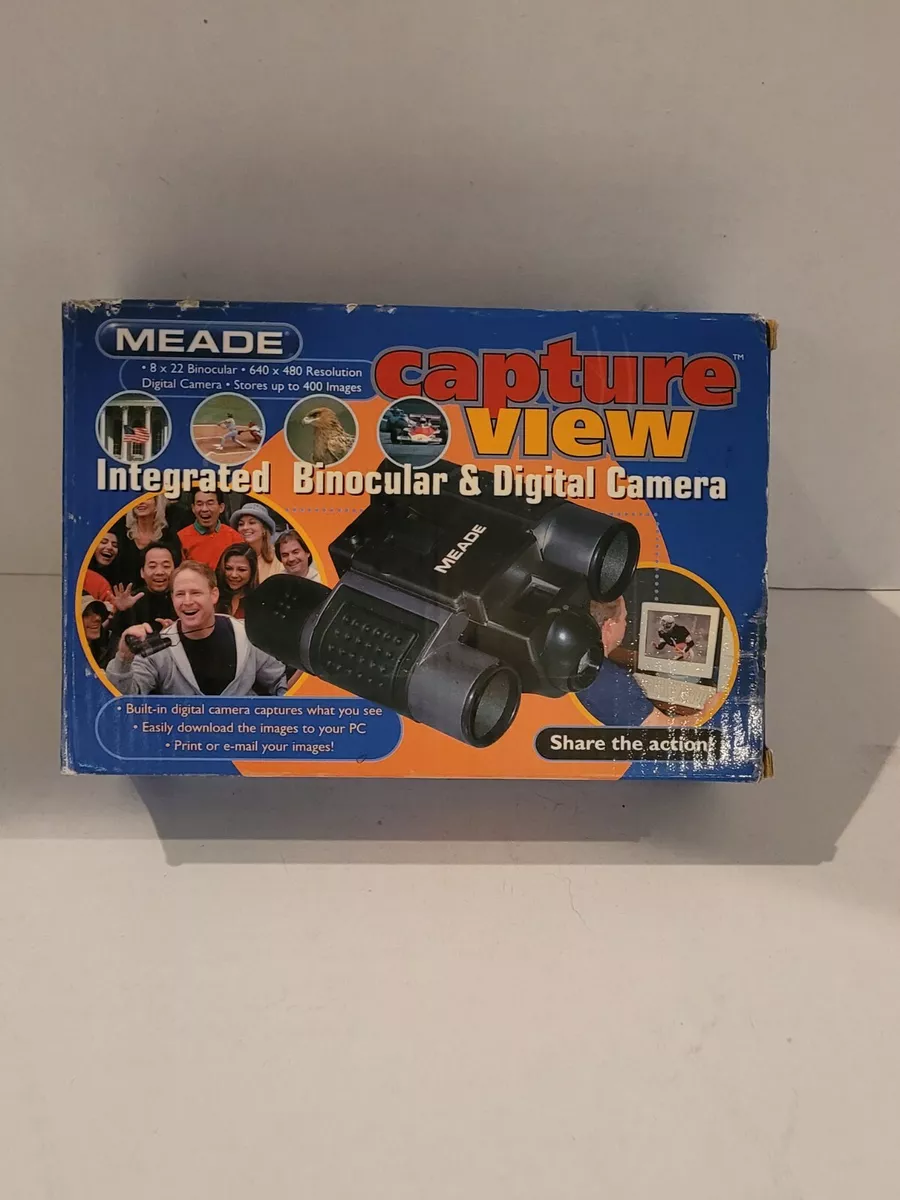 MEADE
• 8 x 22 Binocular • 640 x 480 Resolution
Digital Camera • Stores up to 400 Images
capture™
view
Integrated Binocular & Digital Camera
MEADE
• Built-in digital camera captures what you see
• Easily download the images to your PC
• Print or e-mail your images!
Share the action!